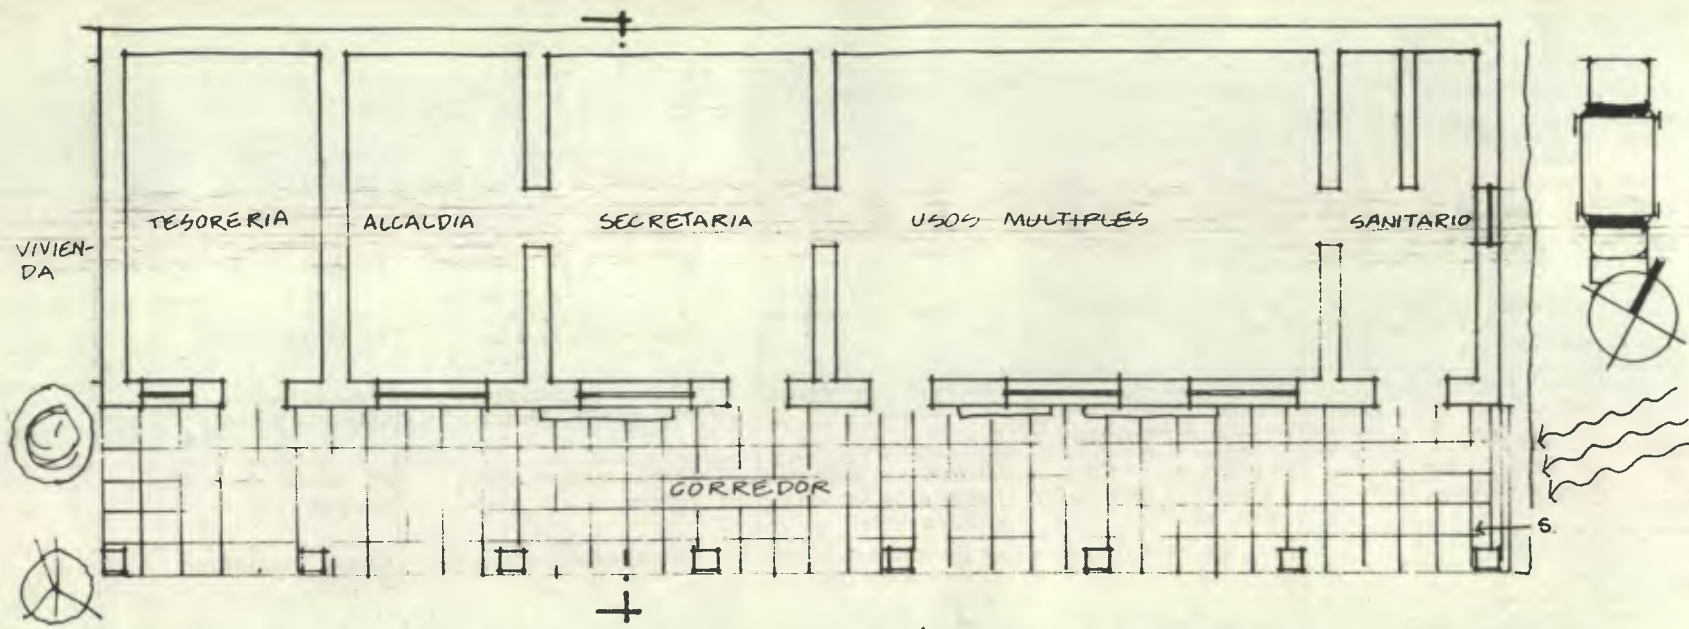 TESORERIA
ALCALDIA
SECRETARIA
USOS MULTIPLES
SANITARIO
VIVIEN-
DA
CORREDOR
S.